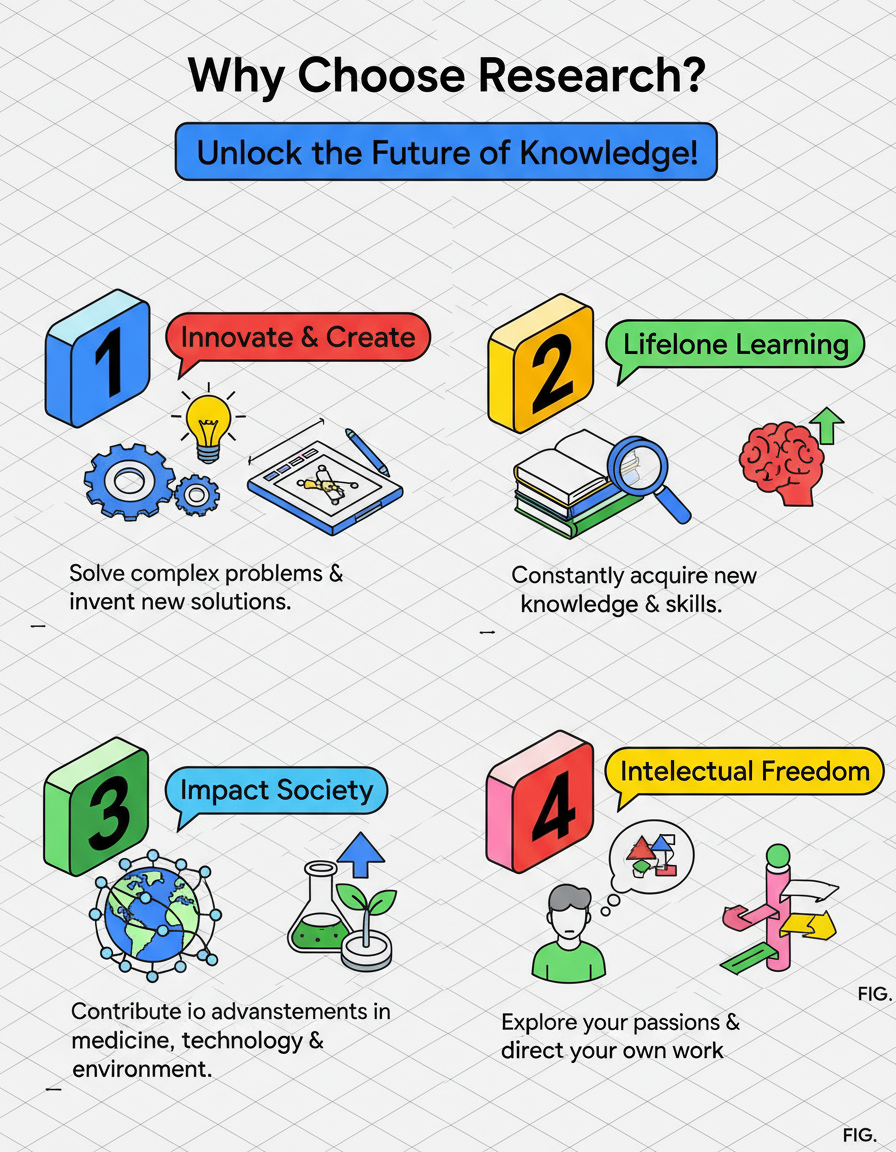 Why Choose Research?
Unlock the Future of Knowledge!
1
Innovate & Create
Solve complex problems &
invent new solutions.
2
Lifelone Learning
Constantly acquire new
knowledge & skills.
3
Impact Society
Contribute io advanstements in
medicine, technology &
environment.
4
Intelectual Freedom
Explore your passions &
direct your own work
FIG.
FIG.